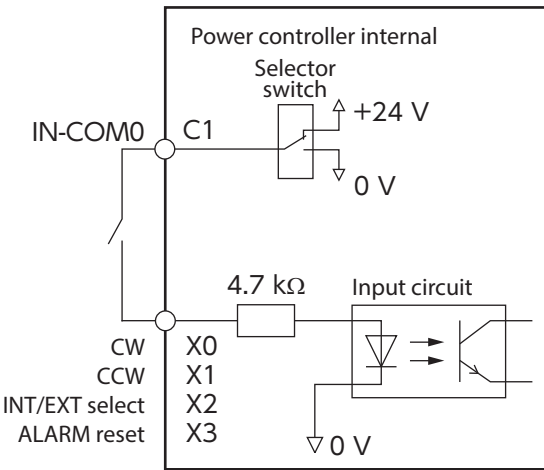 Power controller internal
Selector
switch
+24 V
IN-COM0 C1
0 V
4.7 kΩ Input circuit
CW X0
CCW X1
INT/EXT select X2
ALARM reset X3
0 V